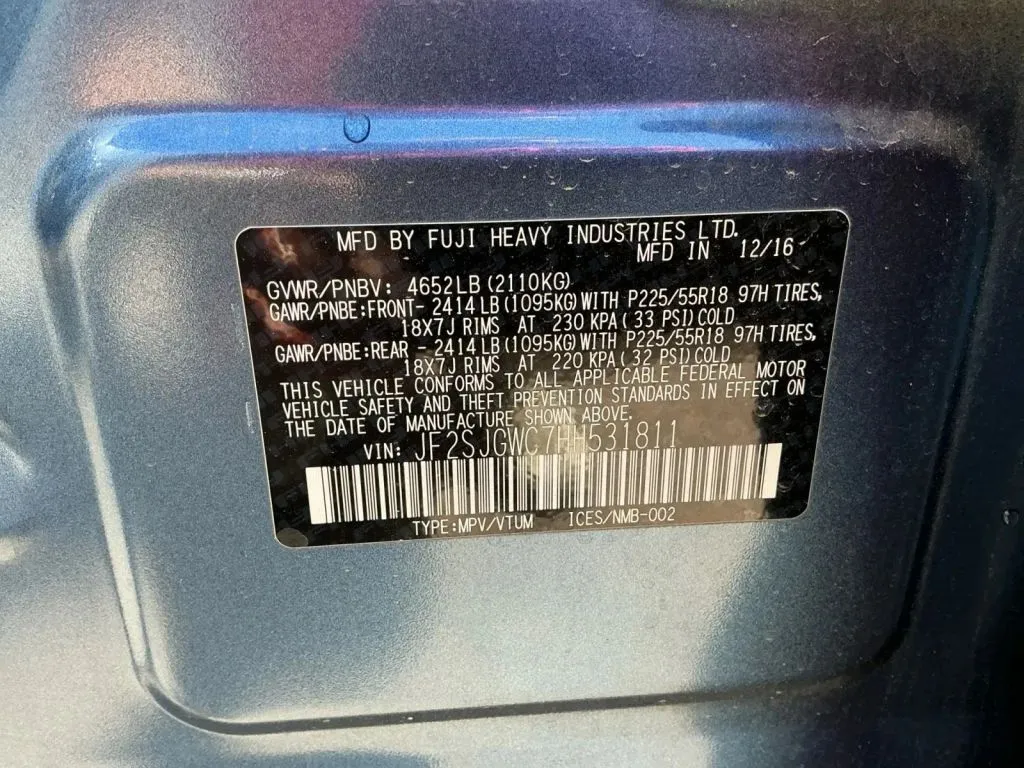 MFD BY FUJI HEAVY INDUSTRIES LTD.
MFD IN 12/16
GVWR/PNBV: 4652LB (2110KG)
GAWR/PNBE:FRONT- 2414LB (1095KG) WITH P225/55R18 97H TIRES,
18X7J RIMS AT 230 KPA( 33 PSI) COLD
GAWR/PNBE:REAR - 2414LB (1095KG) WITH P225/55R18 97H TIRES,
18X7J RIMS AT 220 KPA( 32 PSI) COLD
THIS VEHICLE CONFORMS TO ALL APPLICABLE FEDERAL MOTOR
VEHICLE SAFETY AND THEFT PREVENTION STANDARDS IN EFFECT ON
THE DATE OF MANUFACTURE SHOWN ABOVE.
VIN: JF2SJGWC7HH531811
TYPE:MPV/VTUM ICES/NMB-002